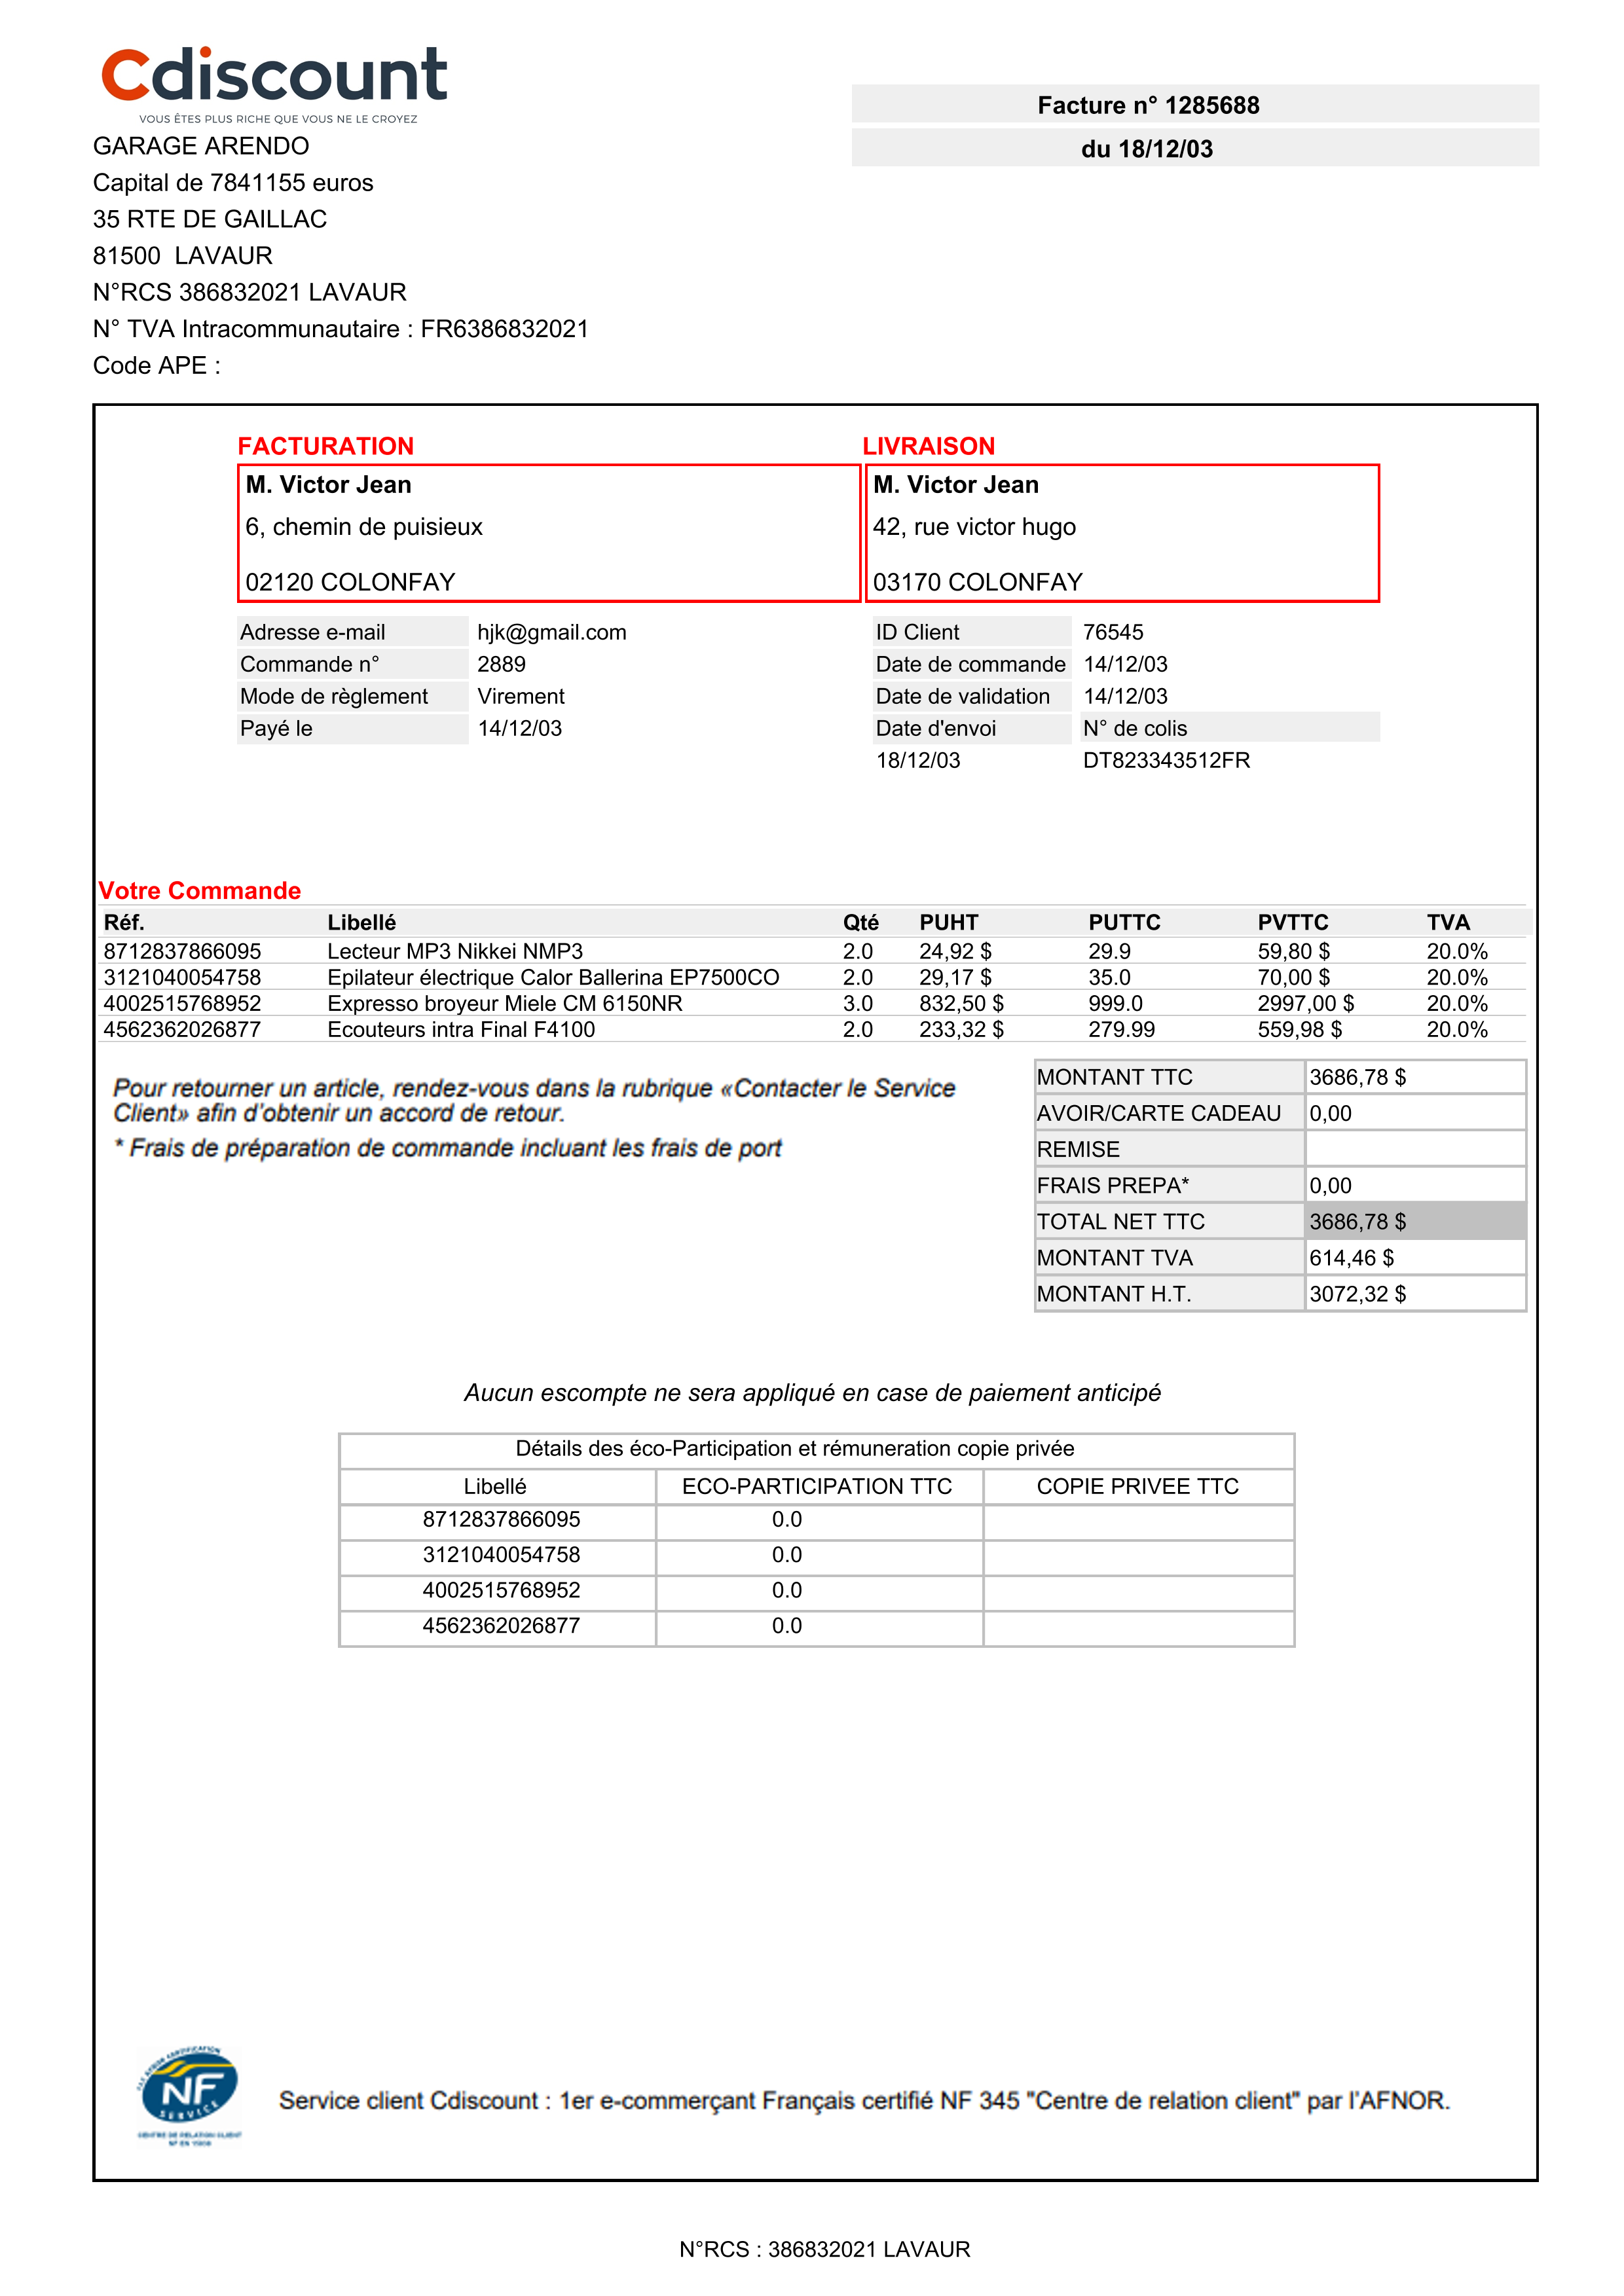 Cdiscount
VOUS ÊTES PLUS RICHE QUE VOUS NE LE CROYEZ
Facture n° 1285688
du 18/12/03
GARAGE ARENDO
Capital de 7841155 euros
35 RTE DE GAILLAC
81500  LAVAUR
N°RCS 386832021 LAVAUR
N° TVA Intracommunautaire : FR6386832021
Code APE :
FACTURATION
M. Victor Jean
6, chemin de puisieux
02120 COLONFAY
LIVRAISON
M. Victor Jean
42, rue victor hugo
03170 COLONFAY
Adresse e-mail hjk@gmail.com
Commande n° 2889
Mode de règlement Virement
Payé le 14/12/03
ID Client 76545
Date de commande 14/12/03
Date de validation 14/12/03
Date d'envoi N° de colis
18/12/03 DT823343512FR
Votre Commande
Réf. Libellé Qté PUHT PUTTC PVTTC TVA
8712837866095 Lecteur MP3 Nikkei NMP3 2.0 24,92 $ 29.9 59,80 $ 20.0%
3121040054758 Epilateur électrique Calor Ballerina EP7500CO 2.0 29,17 $ 35.0 70,00 $ 20.0%
4002515768952 Expresso broyeur Miele CM 6150NR 3.0 832,50 $ 999.0 2997,00 $ 20.0%
4562362026877 Ecouteurs intra Final F4100 2.0 233,32 $ 279.99 559,98 $ 20.0%
Pour retourner un article, rendez-vous dans la rubrique «Contacter le Service
Client» afin d'obtenir un accord de retour.
* Frais de préparation de commande incluant les frais de port
MONTANT TTC 3686,78 $
AVOIR/CARTE CADEAU 0,00
REMISE
FRAIS PREPA* 0,00
TOTAL NET TTC 3686,78 $
MONTANT TVA 614,46 $
MONTANT H.T. 3072,32 $
Aucun escompte ne sera appliqué en case de paiement anticipé
Détails des éco-Participation et rémuneration copie privée
Libellé ECO-PARTICIPATION TTC COPIE PRIVEE TTC
8712837866095 0.0
3121040054758 0.0
4002515768952 0.0
4562362026877 0.0
NF
SERVICE
CENTRE DE RELATION CLIENT
Service client Cdiscount : 1er e-commerçant Français certifié NF 345 "Centre de relation client" par l'AFNOR.
N°RCS : 386832021 LAVAUR